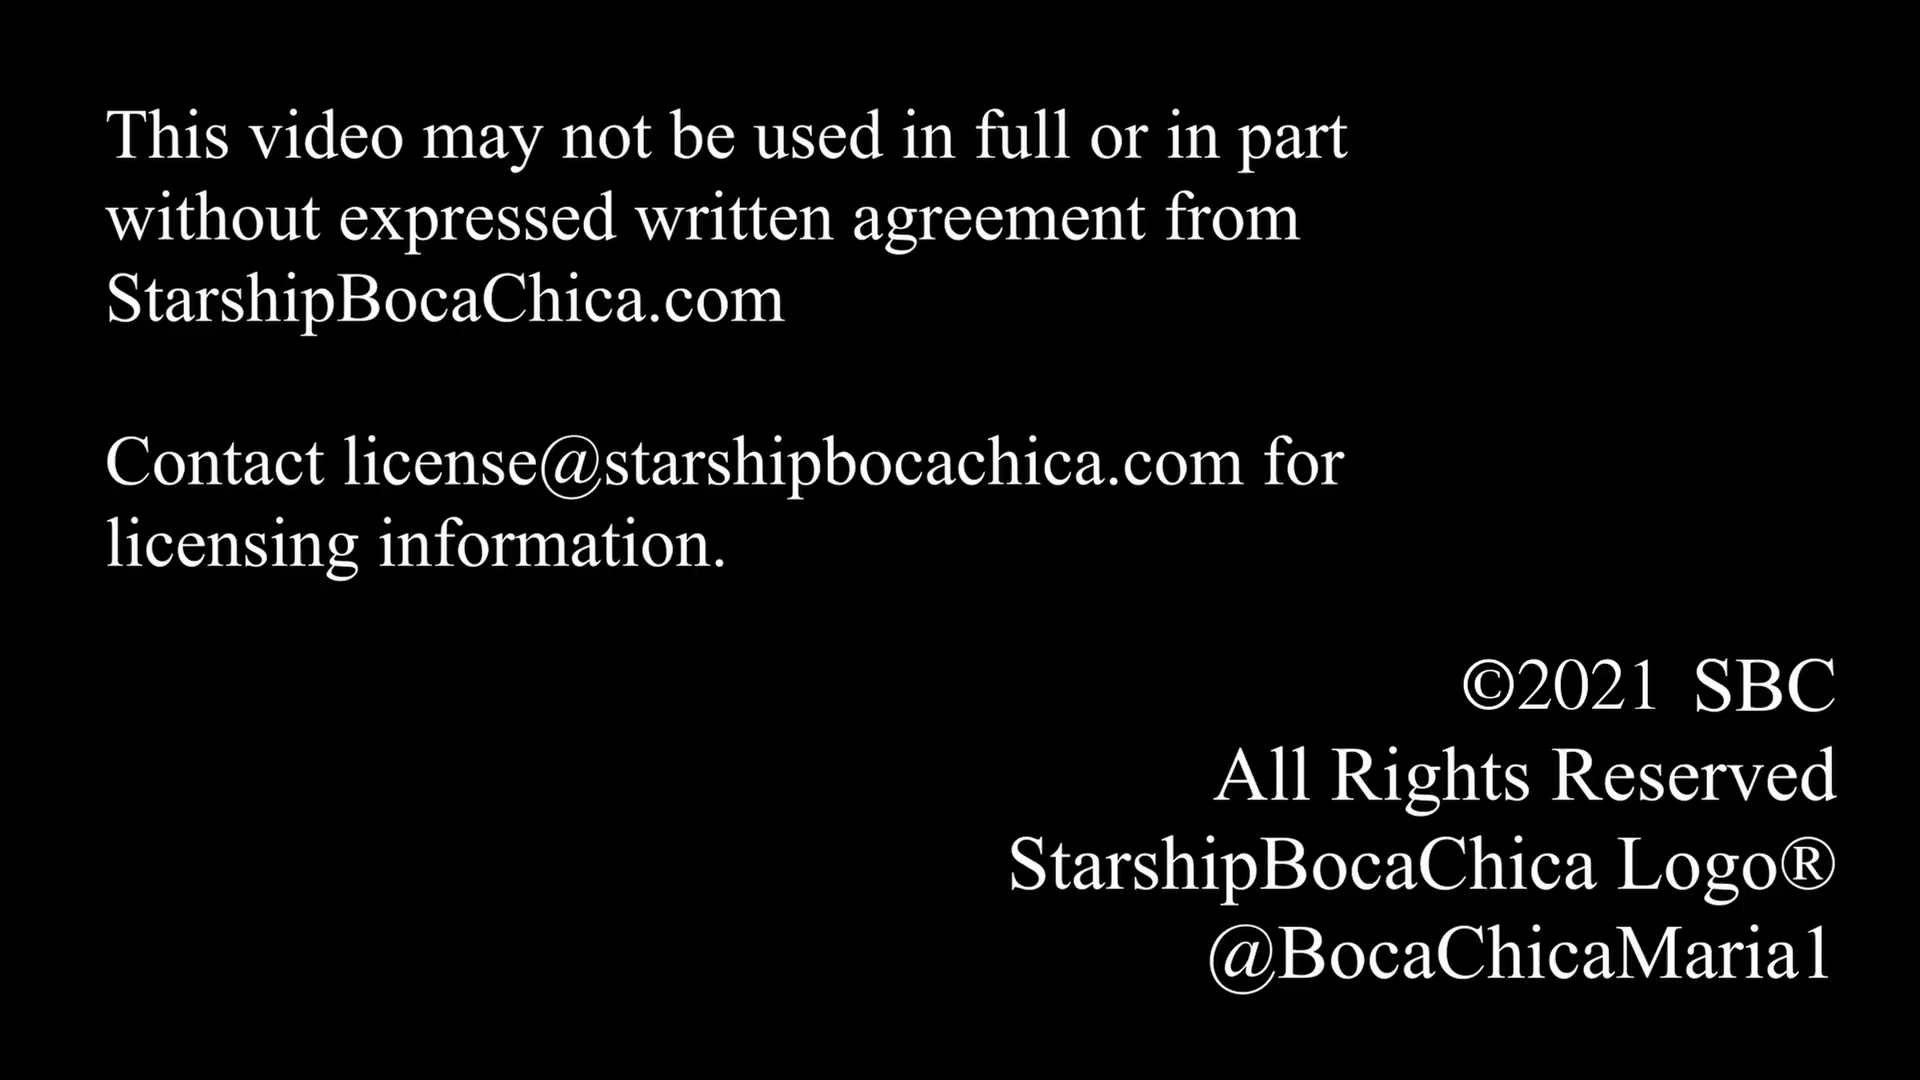 This video may not be used in full or in part
without expressed written agreement from
StarshipBocaChica.com
Contact license@starshipbocachica.com for
licensing information.
©2021 SBC
All Rights Reserved
StarshipBocaChica Logo®
@BocaChicaMaria1